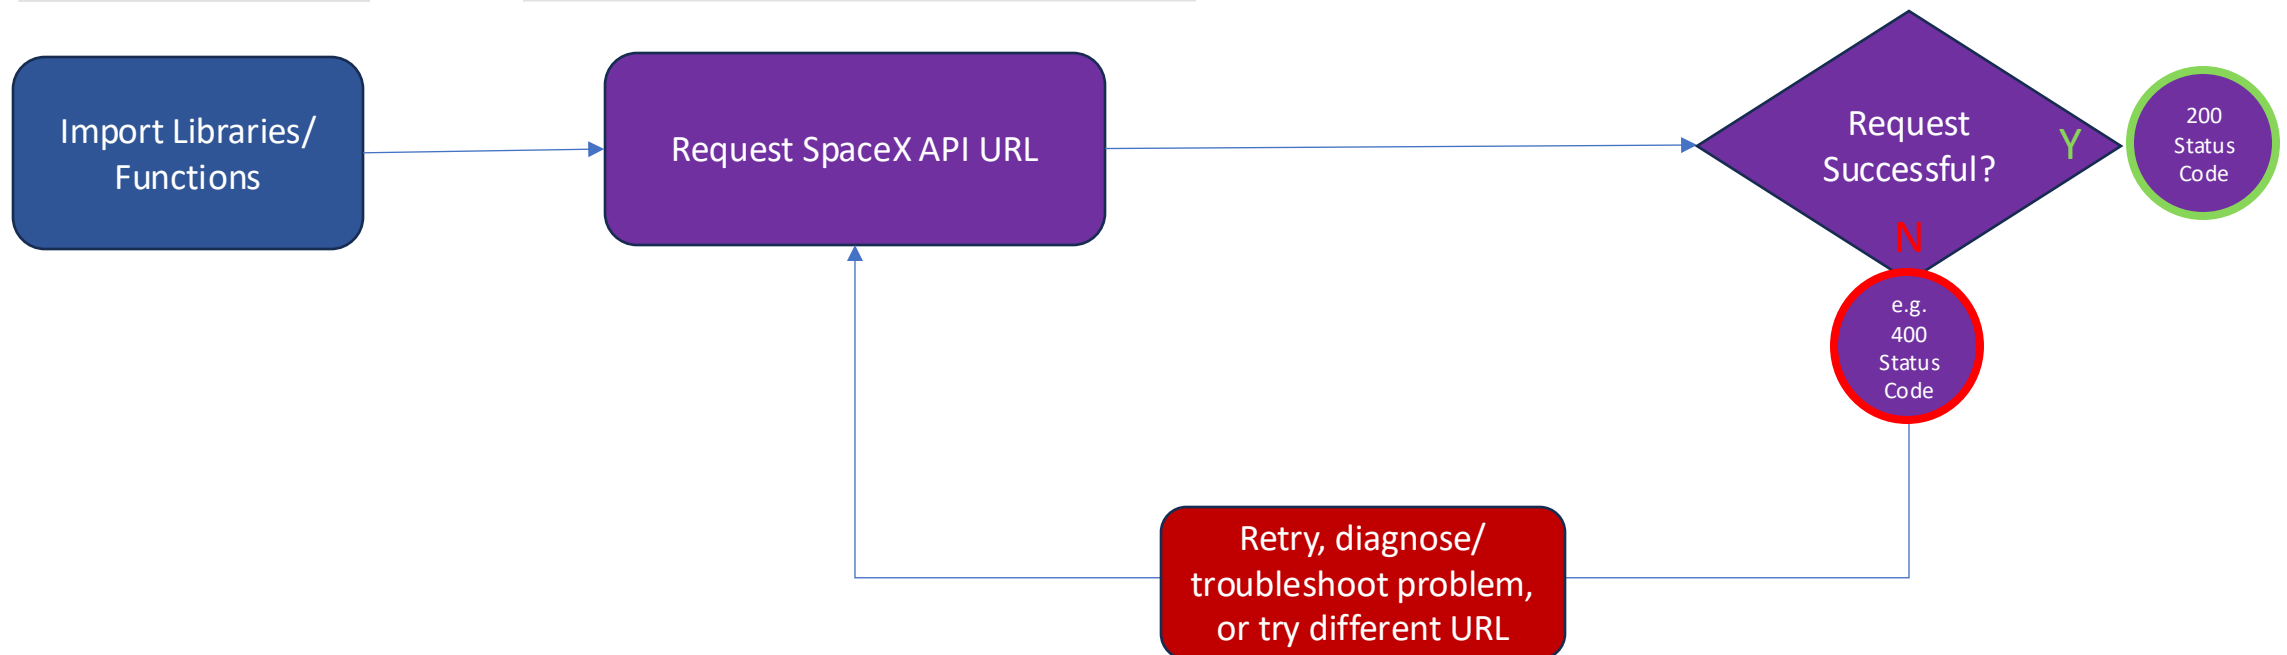 Import Libraries/
Functions
Request SpaceX API URL
Request
Successful?
Y
N
200
Status
Code
e.g.
400
Status
Code
Retry, diagnose/
troubleshoot problem,
or try different URL